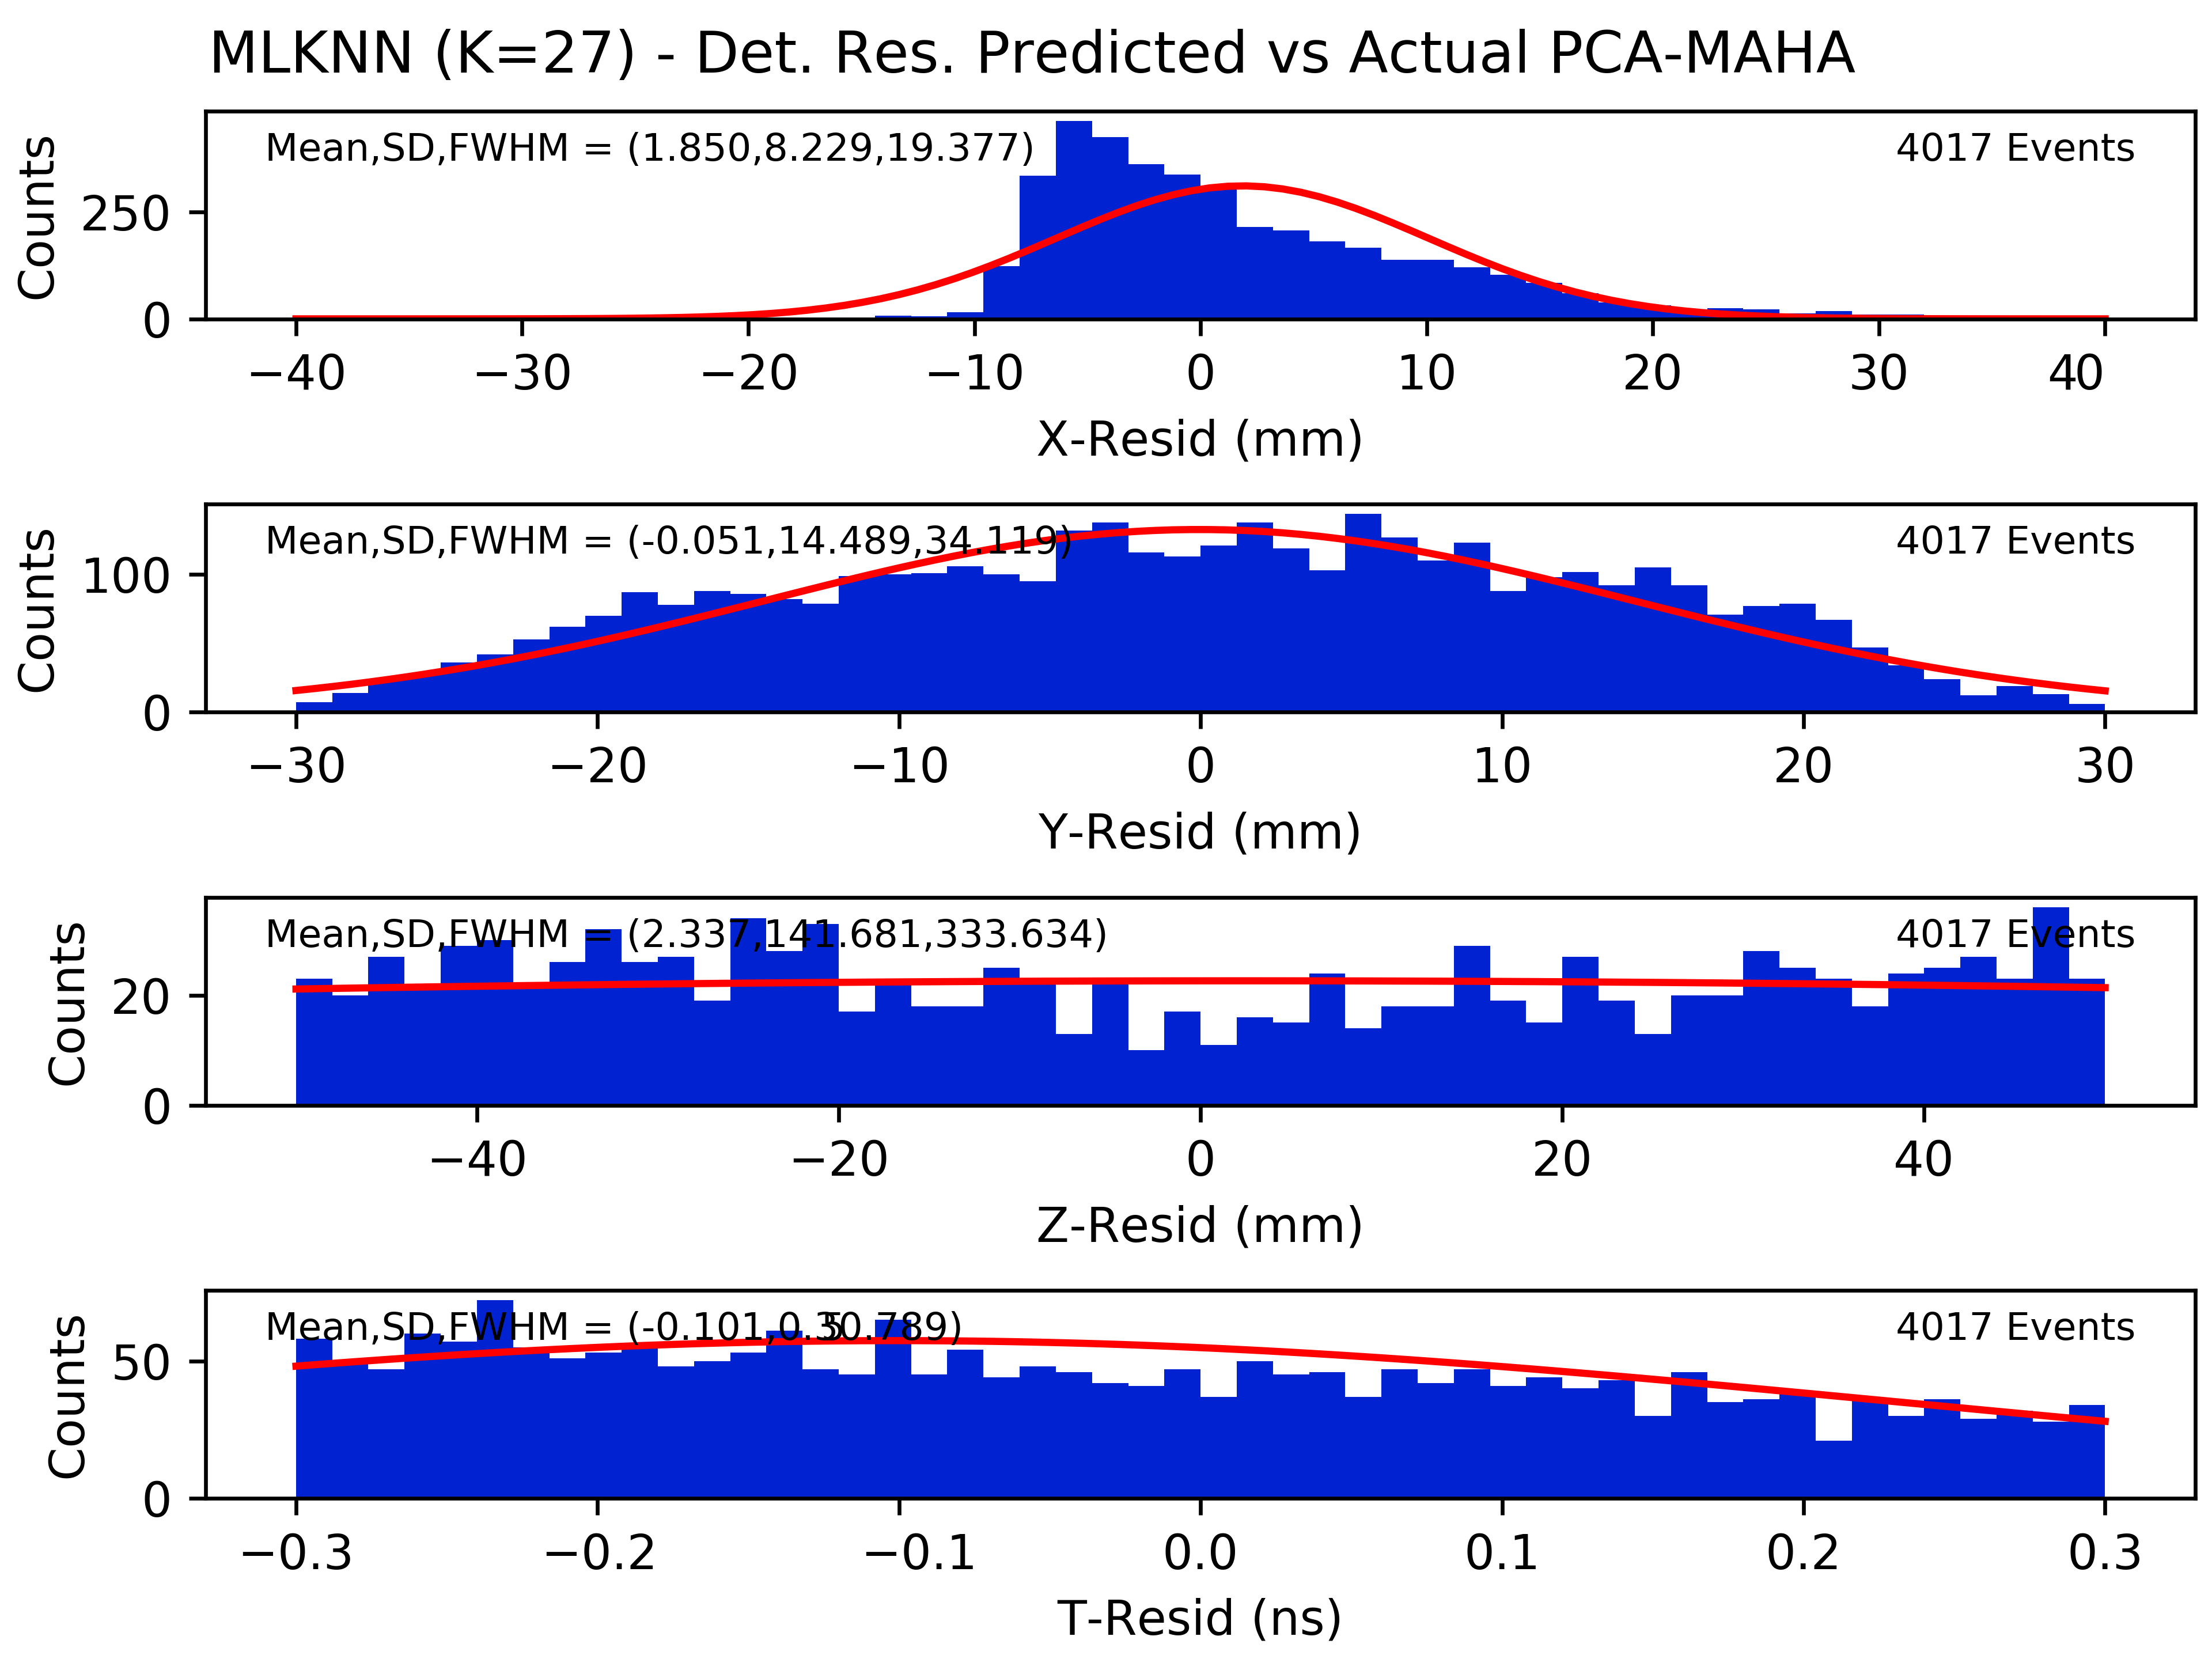 MLKNN (K=27) - Det. Res. Predicted vs Actual PCA-MAHA
Mean,SD,FWHM = (1.850,8.229,19.377)
4017 Events
Counts
250
0
−40 −30 −20 −10 0 10 20 30 40
X-Resid (mm)
Mean,SD,FWHM = (-0.051,14.489,34.119)
4017 Events
Counts
100
0
−30 −20 −10 0 10 20 30
Y-Resid (mm)
Mean,SD,FWHM = (2.337,141.681,333.634)
4017 Events
Counts
20
0
−40 −20 0 20 40
Z-Resid (mm)
Mean,SD,FWHM =
4017 Events
Counts
50
0
−0.3 −0.2 −0.1 0.0 0.1 0.2 0.3
T-Resid (ns)